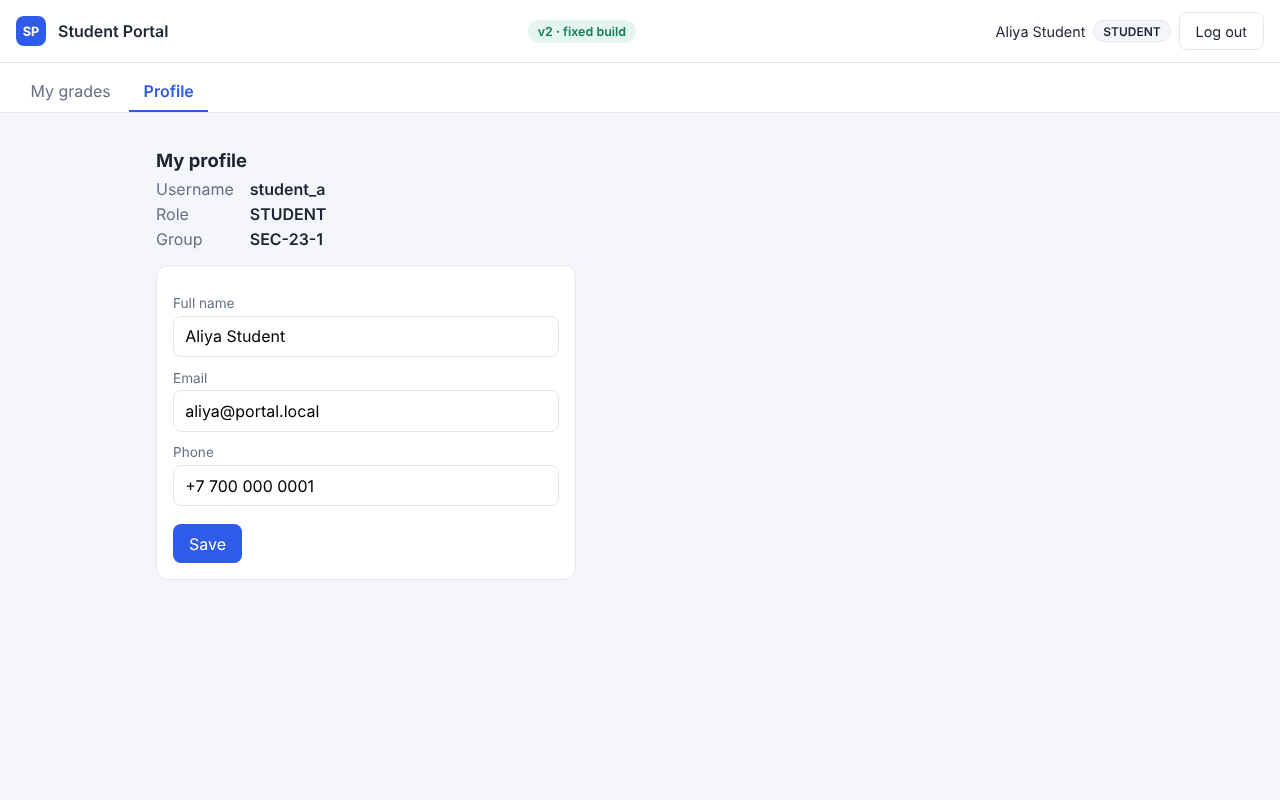 SP Student Portal v2 · fixed build Aliya Student STUDENT Log out
My grades Profile
My profile
Username student_a
Role STUDENT
Group SEC-23-1
Full name
Aliya Student
Email
aliya@portal.local
Phone
+7 700 000 0001
Save